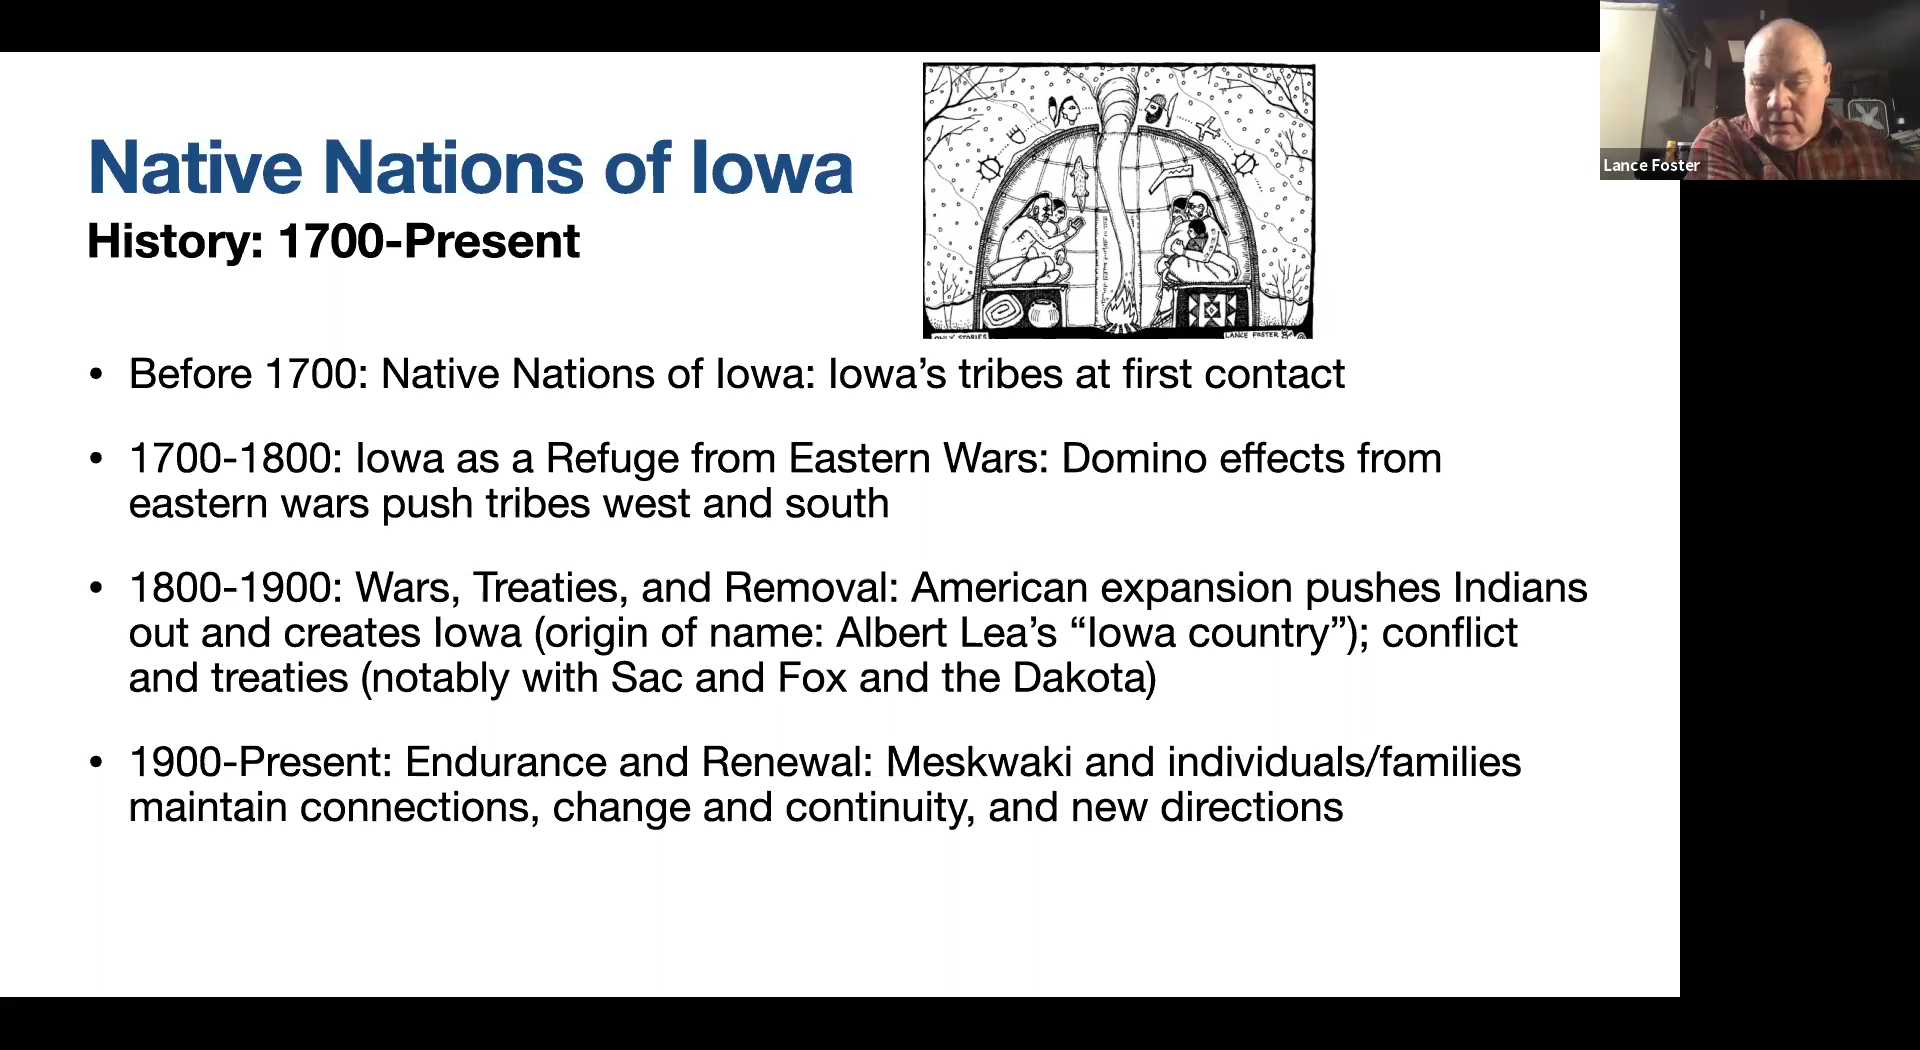 Native Nations of Iowa
History: 1700-Present
ONLY STORIES
LANCE FOSTER
Lance Foster
• Before 1700: Native Nations of Iowa: Iowa’s tribes at first contact
• 1700-1800: Iowa as a Refuge from Eastern Wars: Domino effects from
eastern wars push tribes west and south
• 1800-1900: Wars, Treaties, and Removal: American expansion pushes Indians
out and creates Iowa (origin of name: Albert Lea’s “Iowa country”); conflict
and treaties (notably with Sac and Fox and the Dakota)
• 1900-Present: Endurance and Renewal: Meskwaki and individuals/families
maintain connections, change and continuity, and new directions